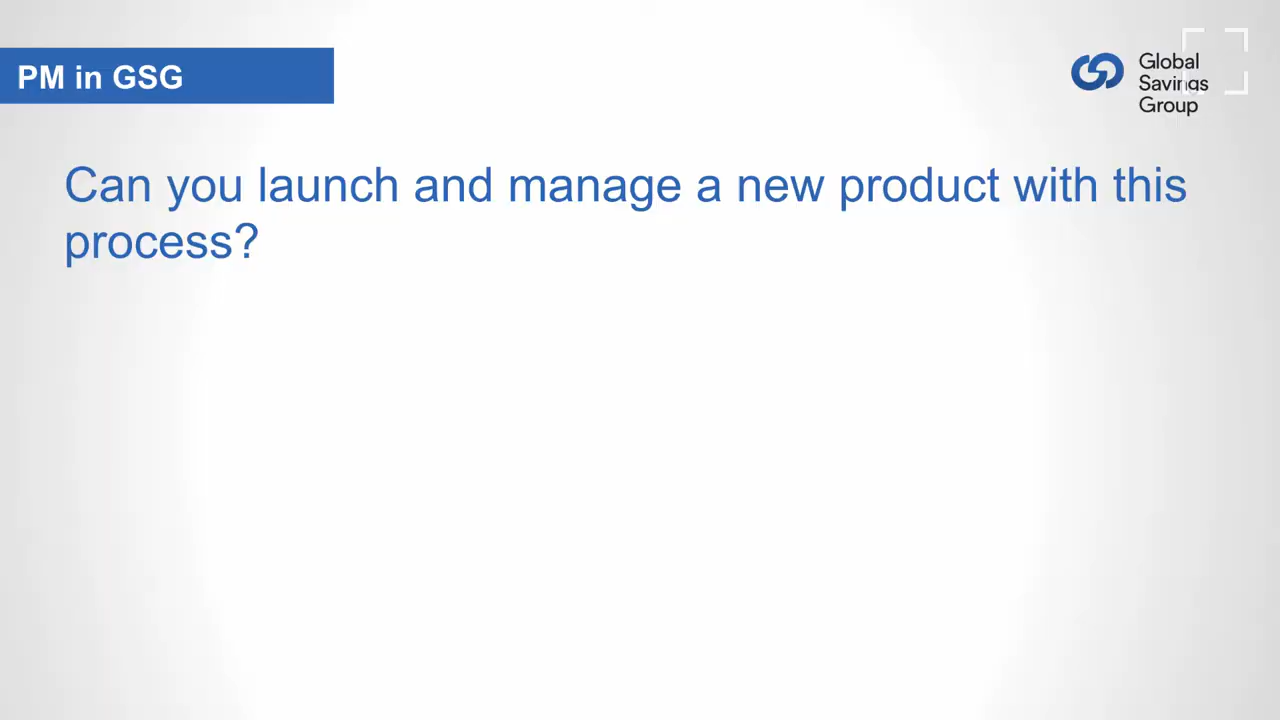 PM in GSG
Global
Savings
Group
Can you launch and manage a new product with this
process?